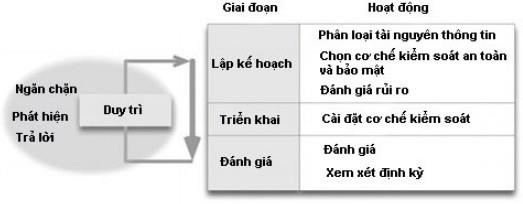 Giai đoạn
Hoạt động
Ngăn chặn
Phát hiện
Trả lời
Duy trì
Lập kế hoạch
Phân loại tài nguyên thông tin
Chọn cơ chế kiểm soát an toàn
và bảo mật
Đánh giá rủi ro
Triển khai
Cài đặt cơ chế kiểm soát
Đánh giá
Đánh giá
Xem xét định kỳ